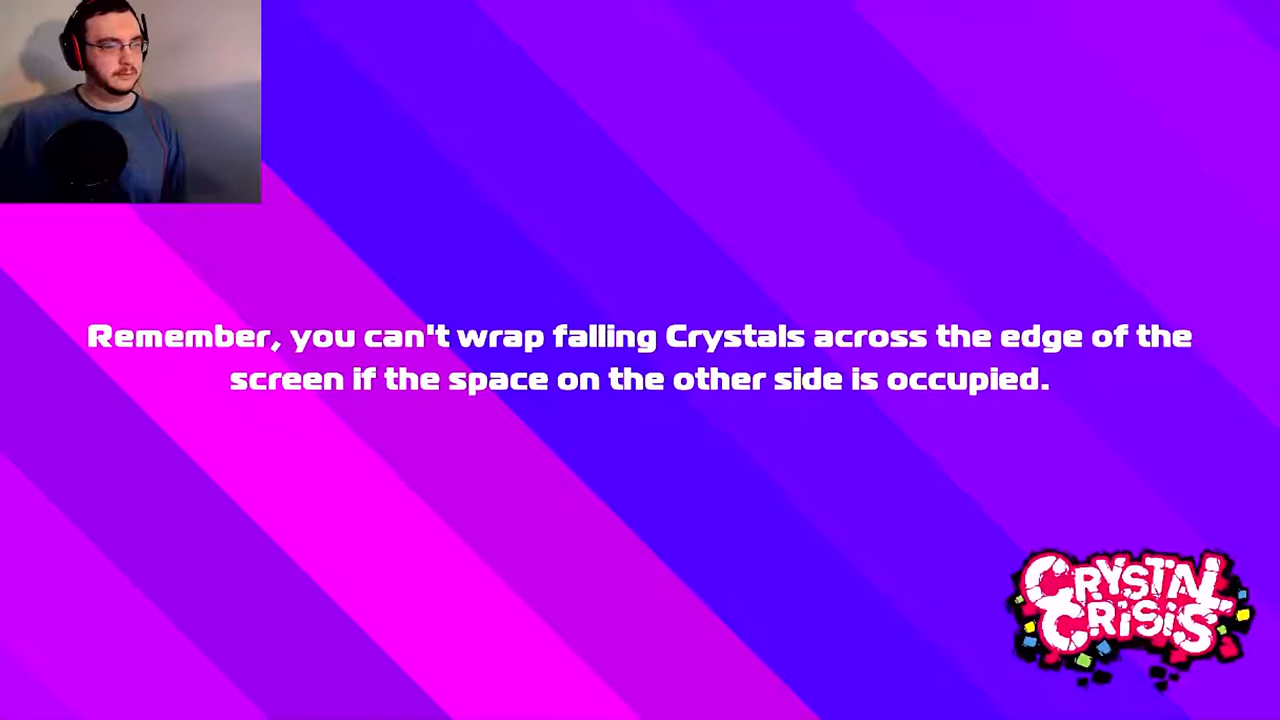 Remember, you can't wrap falling Crystals across the edge of the
screen if the space on the other side is occupied.
CRYSTAL
CRISIS